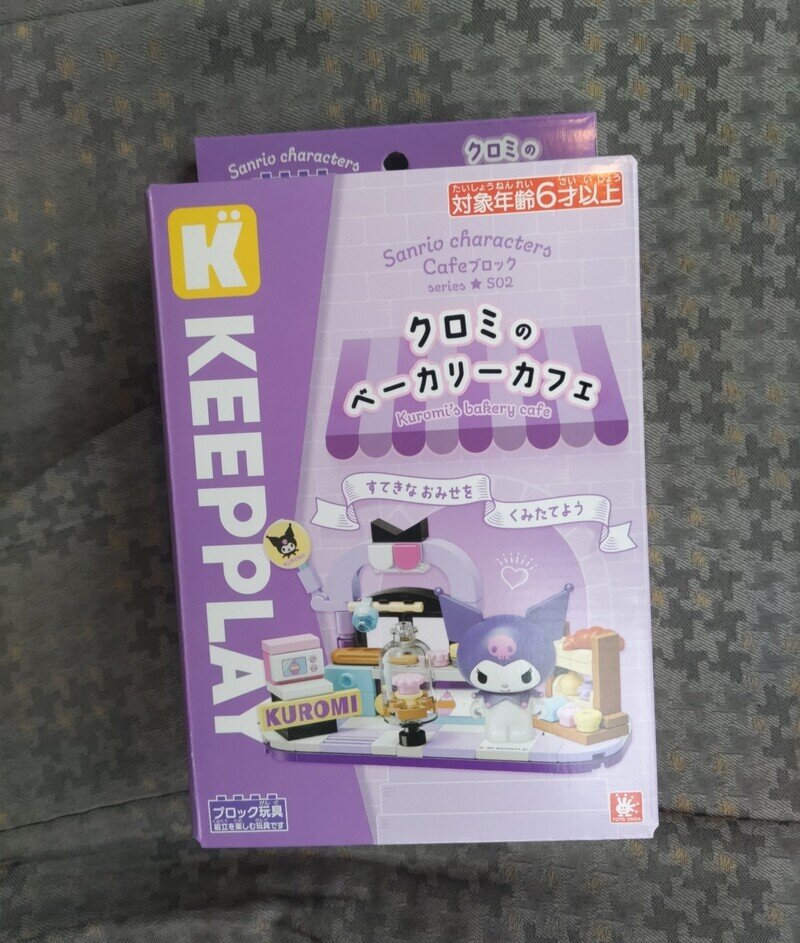 Sanrio characters
クロミの
たいしょうねんれい さいいじょう
対象年齢6才以上
K
KEEPPLAY
Sanrio characters
Cafeブロック
series ★ S02
クロミの
ベーカリーカフェ
Kuromi's bakery cafe
すてきなおみせを
くみたてよう
KUROMI
KUROMI
ブロック玩具
組立を楽しむ玩具です
TOYS ONDA